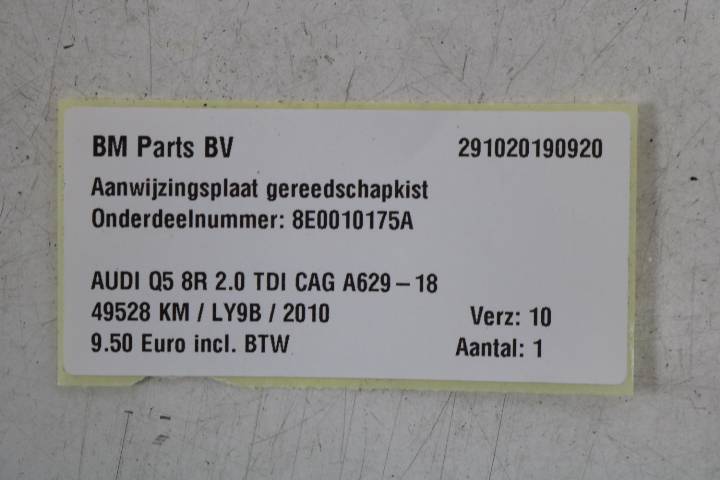 BM Parts BV 291020190920
Aanwijzingsplaat gereedschapkist
Onderdeelnummer: 8E0010175A
AUDI Q5 8R 2.0 TDI CAG A629-18
49528 KM / LY9B / 2010 Verz: 10
9.50 Euro incl. BTW Aantal: 1